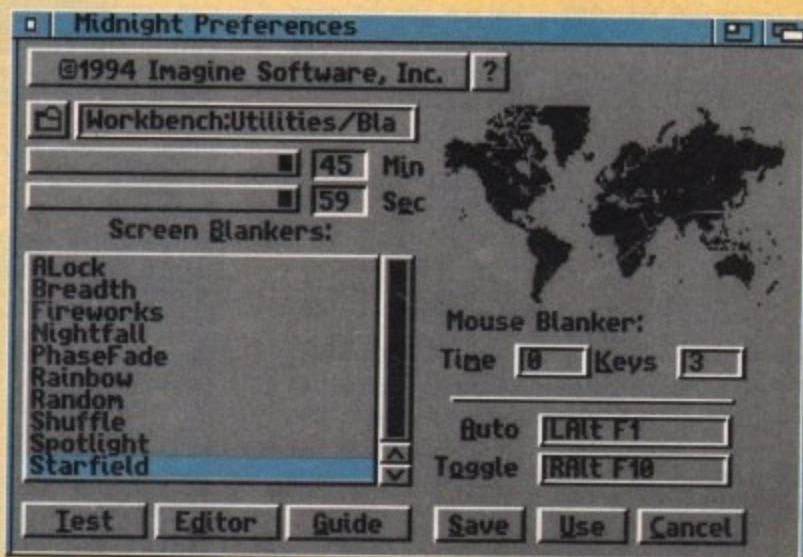 Midnight Preferences
©1994 Imagine Software, Inc. ?
Workbench:Utilities/Bla
45 Min
59 Sec
Screen Blankers:
ALock
Breadth
Fireworks
Nightfall
PhaseFade
Rainbow
Random
Shuffle
Spotlight
Starfield
Mouse Blanker:
Time 0 Keys 3
Auto LAlt F1
Toggle RAlt F10
Test Editor Guide Save Use Cancel